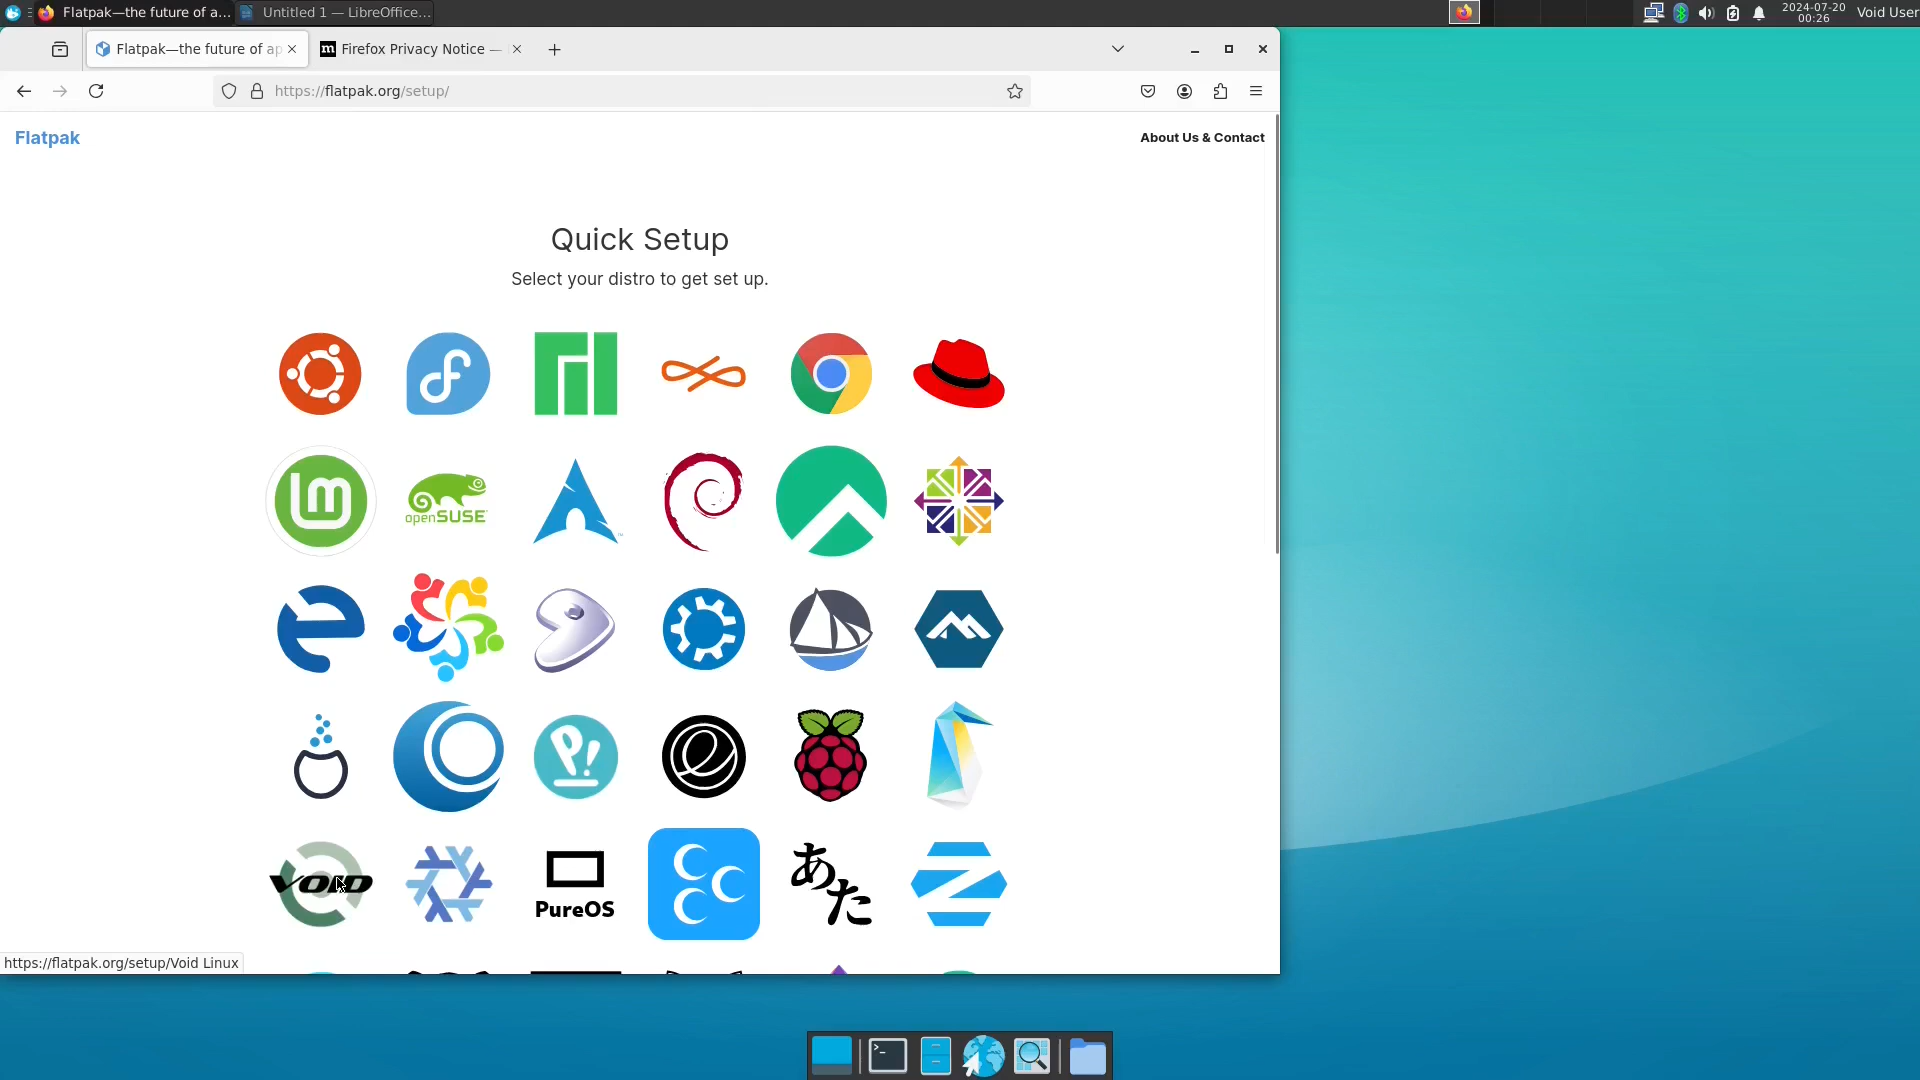 Flatpak—the future of a...
Untitled 1 — LibreOffice...
2024-07-20
00:26
Void User
Flatpak—the future of ap
Firefox Privacy Notice —
https://flatpak.org/setup/
Flatpak
About Us & Contact
Quick Setup
Select your distro to get set up.
lm
openSUSE
P!
VOID
PureOS
あた
https://flatpak.org/setup/Void Linux